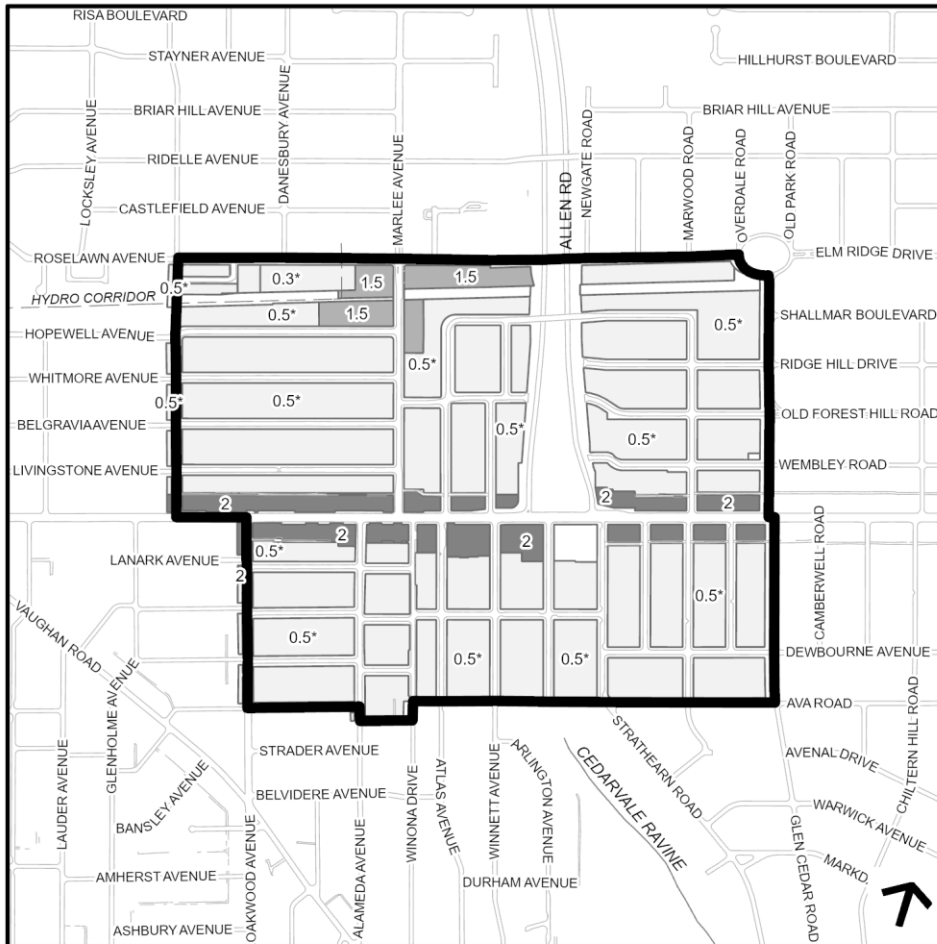 RISA BOULEVARD
STAYNER AVENUE
HILLHURST BOULEVARD
LOCKSLEY AVENUE
BRIAR HILL AVENUE
DANESBURY AVENUE
MARLEE AVENUE
ALLEN RD
NEWGATE ROAD
BRIAR HILL AVENUE
MARWOOD ROAD
OVERDALE ROAD
OLD PARK ROAD
RIDELLE AVENUE
CASTLEFIELD AVENUE
ROSELAWN AVENUE
ELM RIDGE DRIVE
0.5*
0.3*
1.5
1.5
HYDRO CORRIDOR
0.5*
1.5
SHALLMAR BOULEVARD
0.5*
HOPEWELL AVENUE
0.5*
RIDGE HILL DRIVE
WHITMORE AVENUE
0.5*
0.5*
0.5*
OLD FOREST HILL ROAD
BELGRAVIA AVENUE
0.5*
WEMBLEY ROAD
LIVINGSTONE AVENUE
2
2
2
2
2
LANARK AVENUE
0.5*
2
CAMBERWELL ROAD
0.5*
VAUGHAN ROAD
0.5*
0.5*
0.5*
DEWBOURNE AVENUE
AVA ROAD
LAUDER AVENUE
GLENHOLME AVENUE
STRADER AVENUE
BANSLEY AVENUE
BELVIDERE AVENUE
OAKWOOD AVENUE
ALAMEDA AVENUE
WINONA DRIVE
ATLAS AVENUE
WINNETT AVENUE
ARLINGTON AVENUE
CEDARVALE RAVINE
STRATHEARN ROAD
AVENAL DRIVE
CHILTERN HILL ROAD
WARWICK AVENUE
GLEN CEDAR ROAD
MARKD
AMHERST AVENUE
DURHAM AVENUE
ASHBURY AVENUE